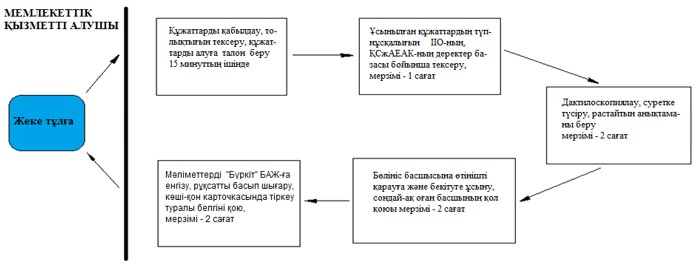 МЕМЛЕКЕТТІК
ҚЫЗМЕТТІ АЛУШЫ
Жеке тұлға
Құжаттарды қабылдау, то-
лықтығын тексеру, құжат-
тарды алуға талон беру
15 минуттың ішінде
Ұсынылған құжаттардың түп-
нұсқалығын ІІО-ның,
ҚСжАЕАК-ның деректер ба-
засы бойынша тексеру,
мерзімі - 1 сағат
Дактилоскопиялау, суретке
түсіру, растайтын анықтама-
ны беру
мерзімі - 2 сағат
Бөлініс басшысына өтінішті
қарауға және бекітуге ұсыну,
сондай-ақ оған басшының қол
қоюы мерзімі - 2 сағат
Мәліметтерді "Бүркіт" БАЖ-ға
енгізу, рұқсатты басып шығару,
көші-қон карточкасында тіркеу
туралы белгіні қою,
мерзімі - 2 сағат